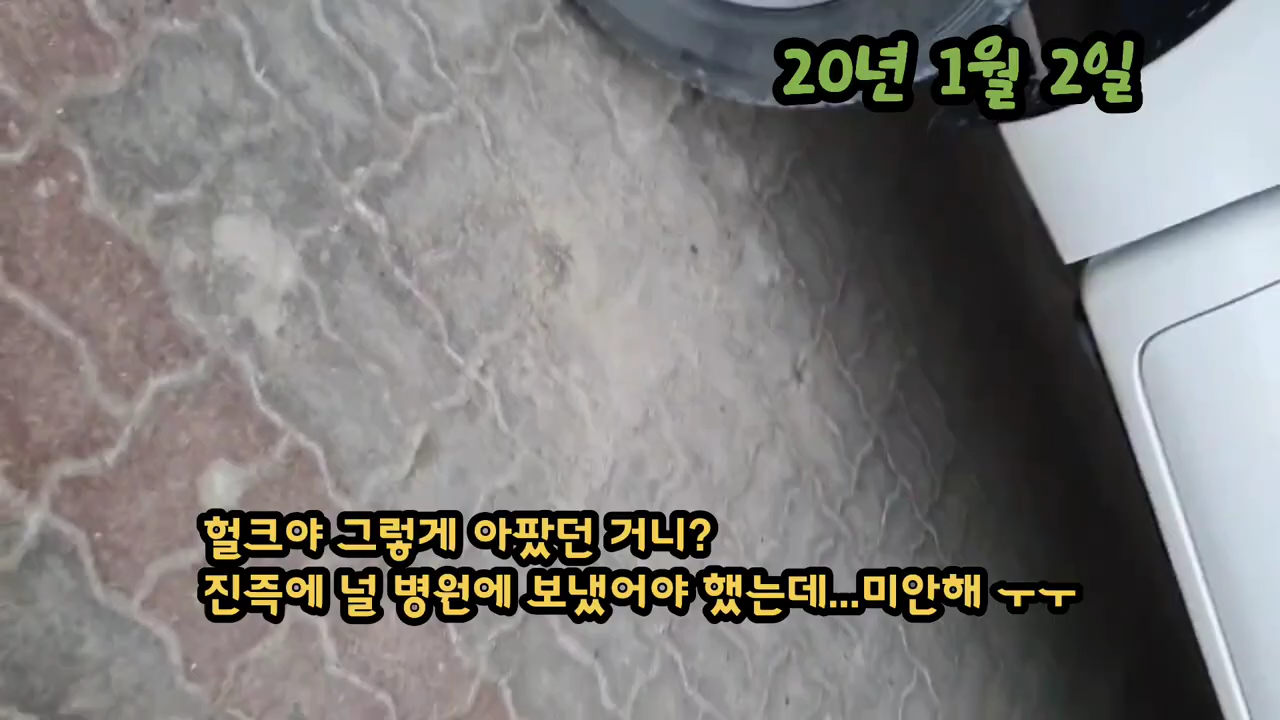 20년 1월 2일
헐크야 그렇게 아팠던 거니?
진즉에 널 병원에 보냈어야 했는데...미안해 ㅜㅜ